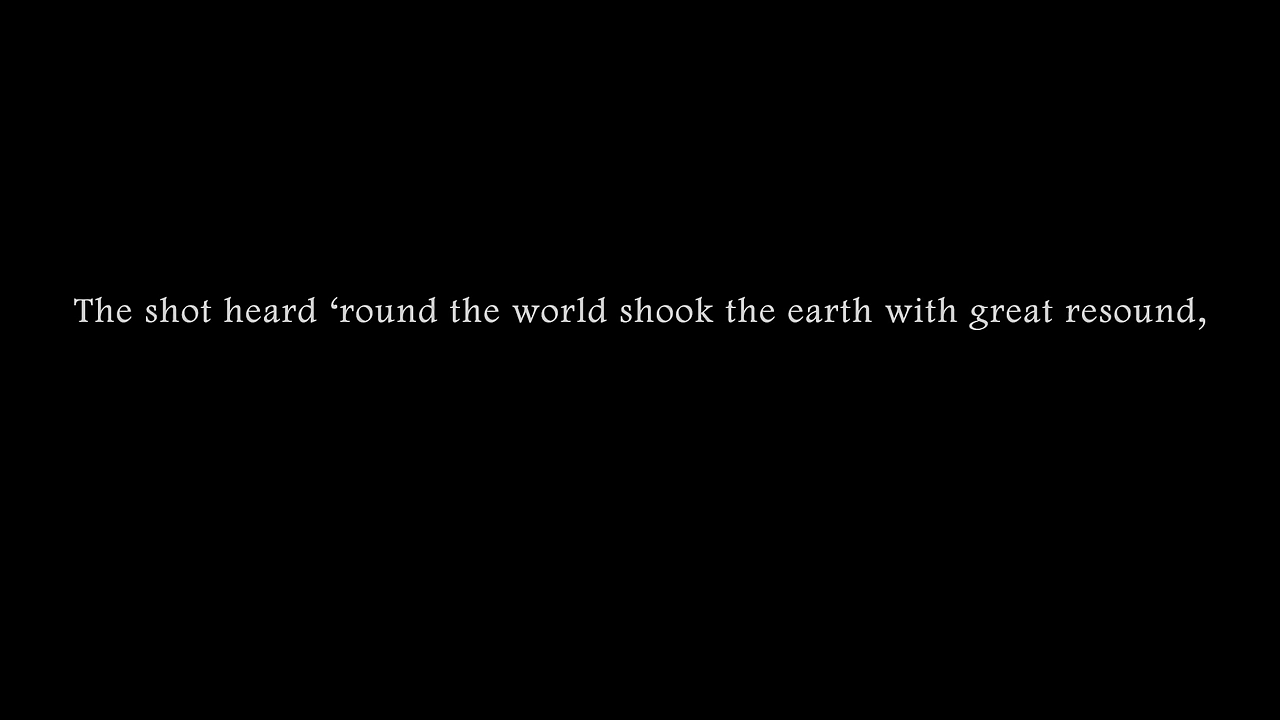 The shot heard ‘round the world shook the earth with great resound,